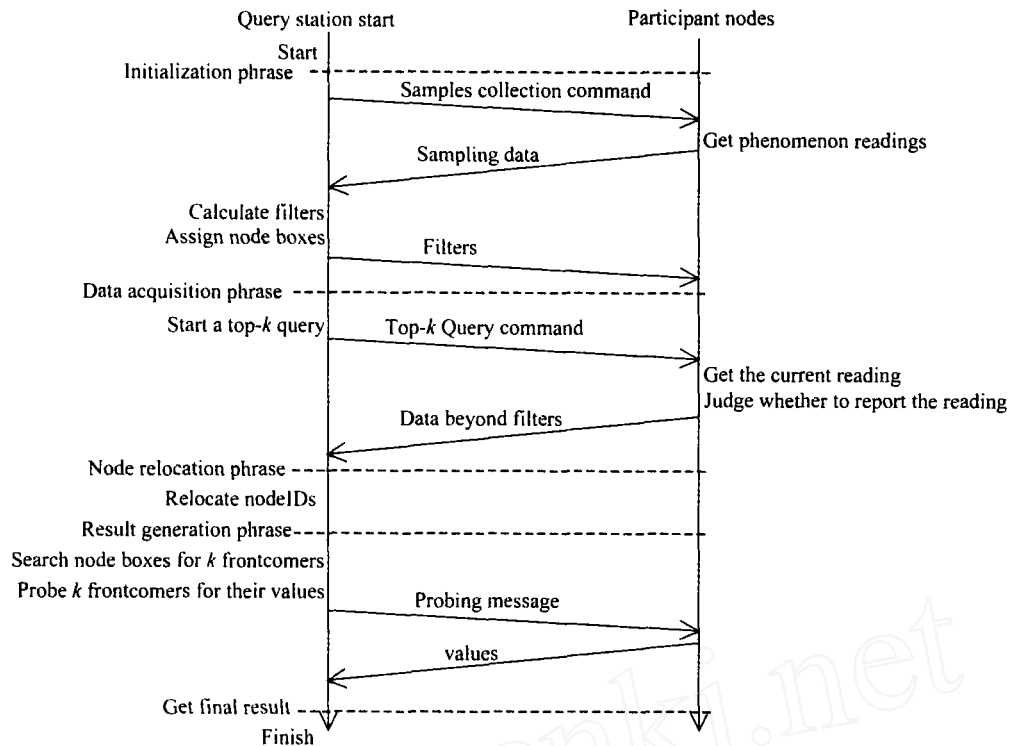 Query station start
Participant nodes
Start
Initialization phrase
Samples collection command
Get phenomenon readings
Sampling data
Calculate filters
Assign node boxes
Filters
Data acquisition phrase
Start a top-k query
Top-k Query command
Get the current reading
Judge whether to report the reading
Data beyond filters
Node relocation phrase
Relocate nodeIDs
Result generation phrase
Search node boxes for k frontcomers
Probe k frontcomers for their values
Probing message
values
Get final result
Finish